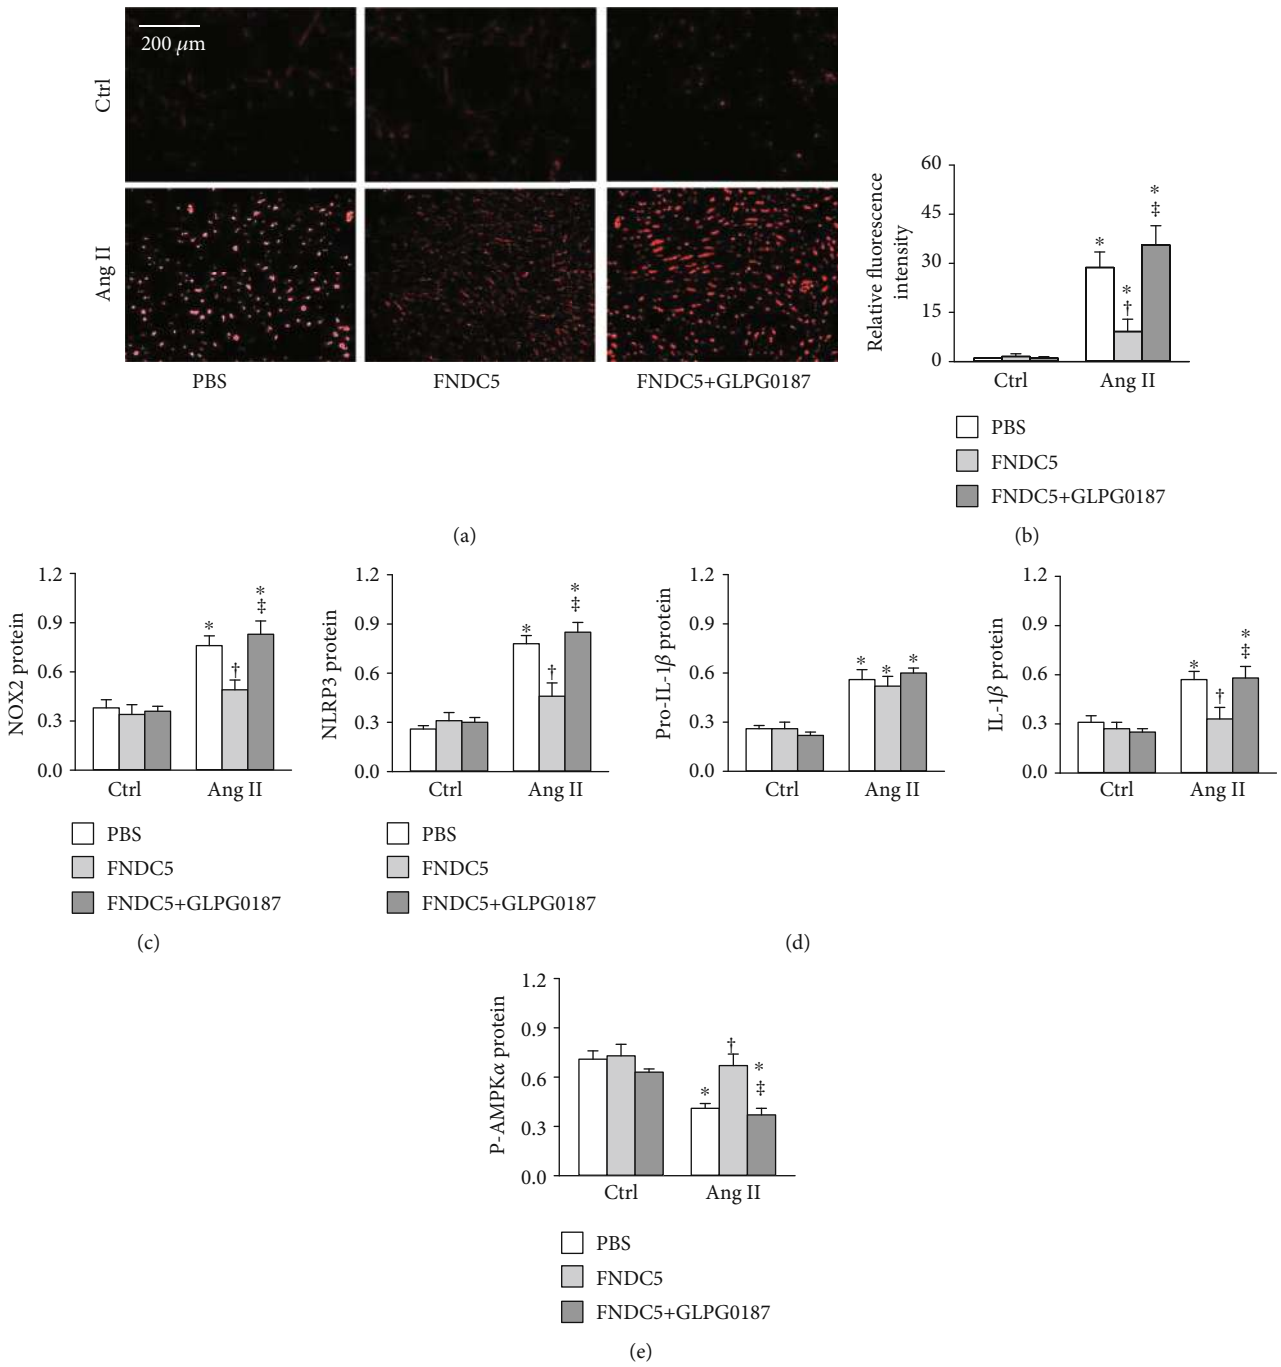 200 μm
Ctrl
Ang II
PBS
FNDC5
FNDC5+GLPG0187
(a)
Relative fluorescence
intensity
60
45
30
15
0
*
*
†
*
‡
Ctrl
Ang II
PBS
FNDC5
FNDC5+GLPG0187
(b)
NOX2 protein
1.2
0.9
0.6
0.3
0.0
*
†
*
‡
Ctrl
Ang II
PBS
FNDC5
FNDC5+GLPG0187
(c)
NLRP3 protein
1.2
0.9
0.6
0.3
0.0
*
†
*
‡
Ctrl
Ang II
PBS
FNDC5
FNDC5+GLPG0187
Pro-IL-1β protein
1.2
0.9
0.6
0.3
0.0
*
*
*
Ctrl
Ang II
IL-1β protein
1.2
0.9
0.6
0.3
0.0
*
†
*
‡
Ctrl
Ang II
(d)
P-AMPKα protein
1.2
0.9
0.6
0.3
0.0
*
†
*
‡
Ctrl
Ang II
PBS
FNDC5
FNDC5+GLPG0187
(e)